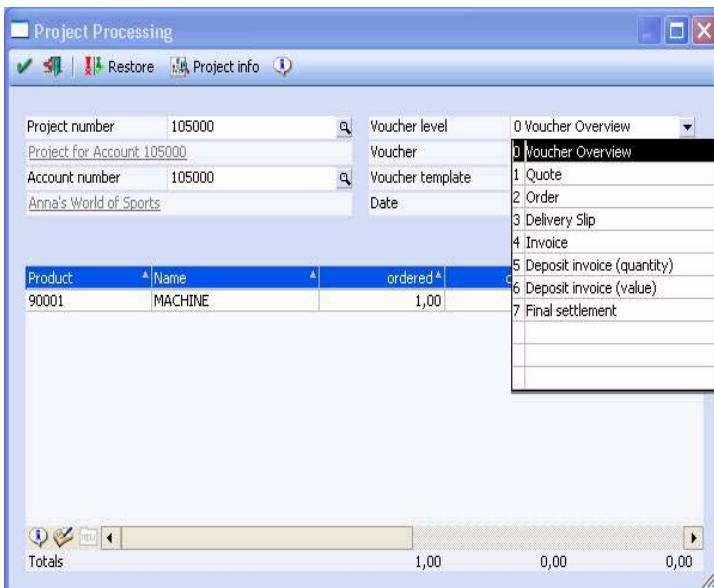 Project Processing
Restore Project info
Project number 105000 Voucher level 0 Voucher Overview
Project for Account 105000 Voucher
Account number 105000 Voucher template
Anna's World of Sports Date
0 Voucher Overview
1 Quote
2 Order
3 Delivery Slip
4 Invoice
5 Deposit invoice (quantity)
6 Deposit invoice (value)
7 Final settlement
Product Name ordered
90001 MACHINE 1,00
Totals 1,00 0,00 0,00